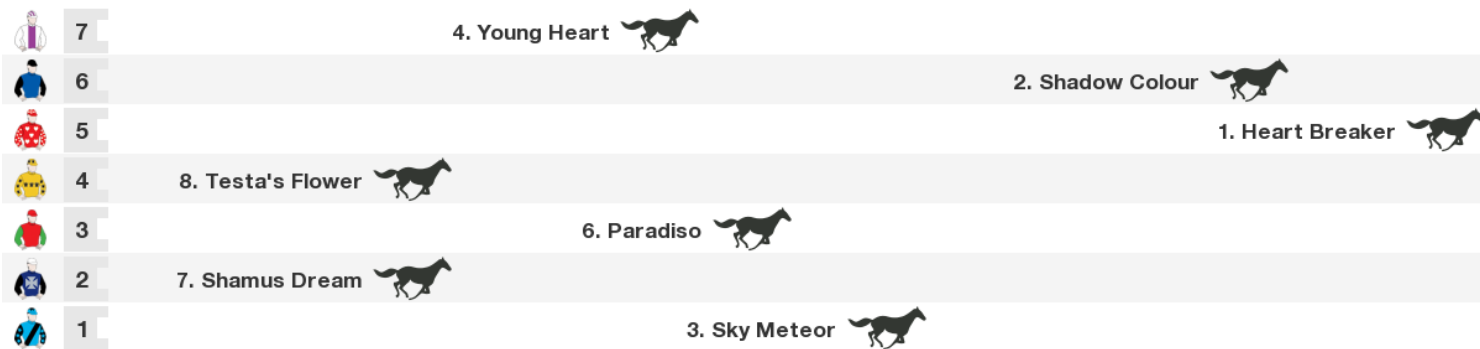 7 4. Young Heart
6 2. Shadow Colour
5 1. Heart Breaker
4 8. Testa's Flower
3 6. Paradiso
2 7. Shamus Dream
1 3. Sky Meteor